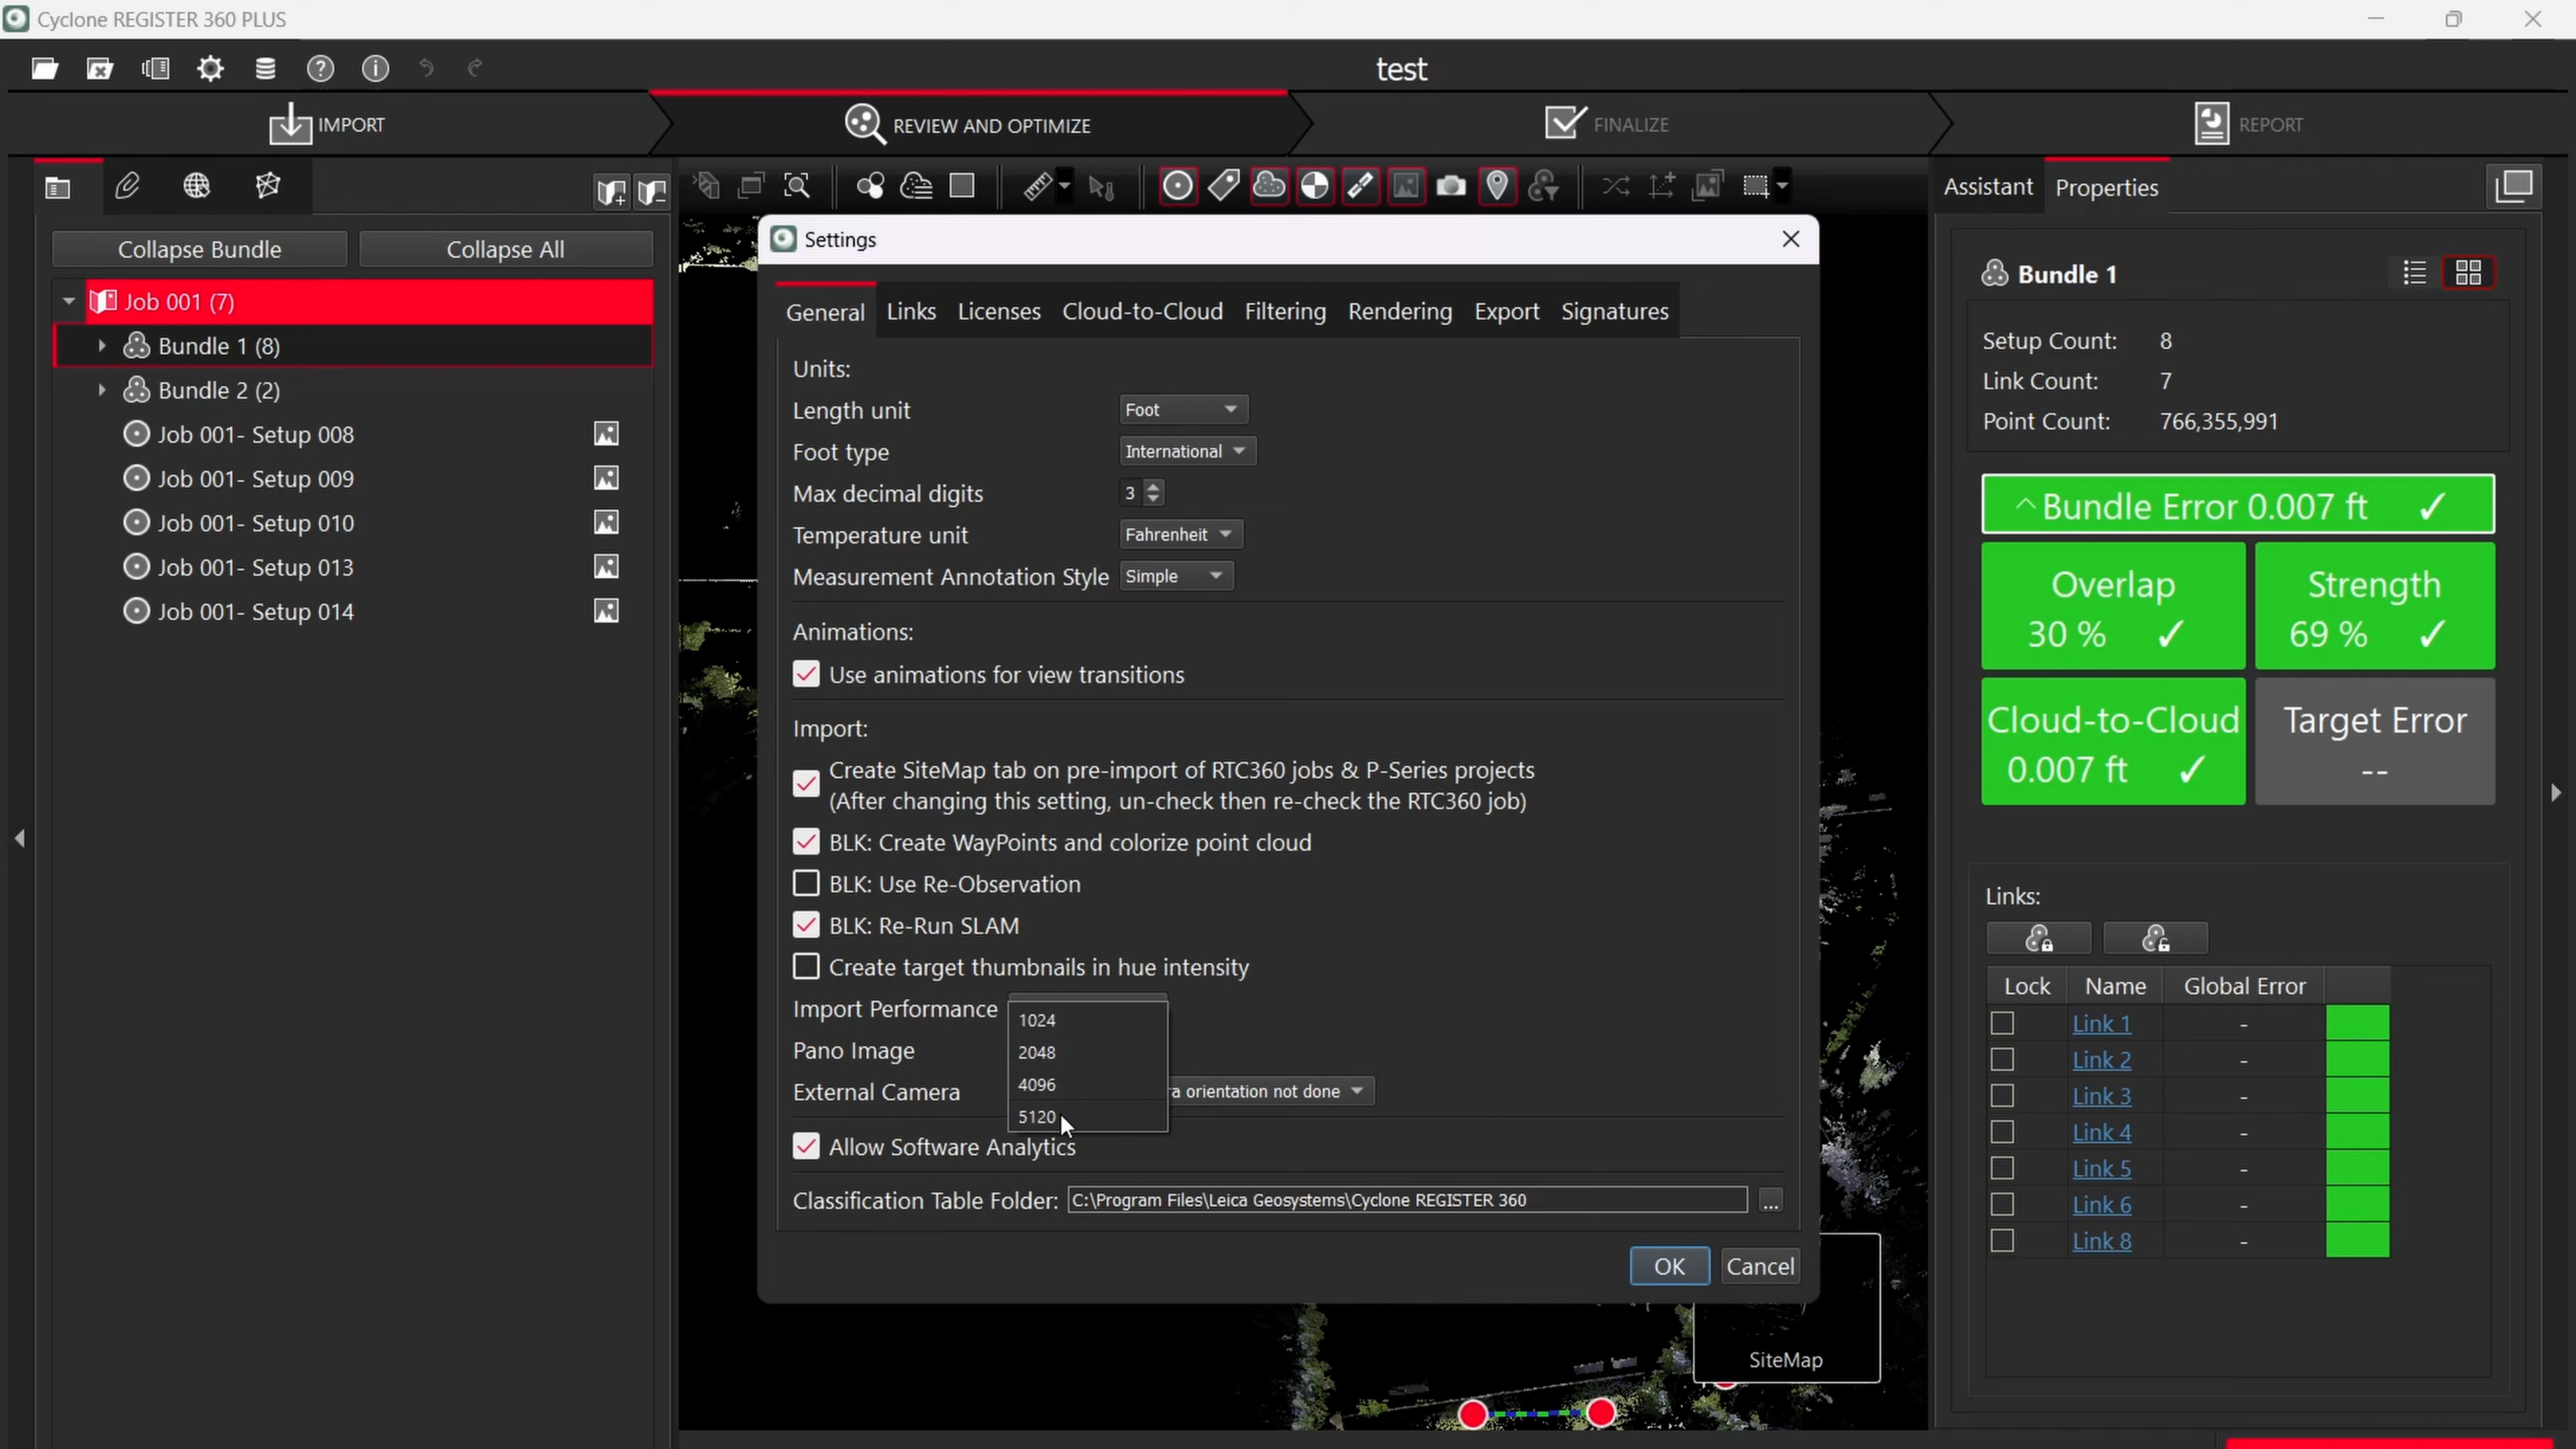 Cyclone REGISTER 360 PLUS
test
IMPORT
REVIEW AND OPTIMIZE
FINALIZE
REPORT
Collapse Bundle
Collapse All
Job 001 (7)
Bundle 1 (8)
Bundle 2 (2)
Job 001- Setup 008
Job 001- Setup 009
Job 001- Setup 010
Job 001- Setup 013
Job 001- Setup 014
Settings
General Links Licenses Cloud-to-Cloud Filtering Rendering Export Signatures
Units:
Length unit Foot
Foot type International
Max decimal digits 3
Temperature unit Fahrenheit
Measurement Annotation Style Simple
Animations:
Use animations for view transitions
Import:
Create SiteMap tab on pre-import of RTC360 jobs & P-Series projects
(After changing this setting, un-check then re-check the RTC360 job)
BLK: Create WayPoints and colorize point cloud
BLK: Use Re-Observation
BLK: Re-Run SLAM
Create target thumbnails in hue intensity
Import Performance
1024
Pano Image
2048
4096
External Camera a orientation not done
5120
Allow Software Analytics
Classification Table Folder: C:\Program Files\Leica Geosystems\Cyclone REGISTER 360 ...
OK Cancel
SiteMap
Assistant Properties
Bundle 1
Setup Count: 8
Link Count: 7
Point Count: 766,355,991
Bundle Error 0.007 ft
Overlap
30 %
Strength
69 %
Cloud-to-Cloud
0.007 ft
Target Error
--
Links:
Lock Name Global Error
Link 1 -
Link 2 -
Link 3 -
Link 4 -
Link 5 -
Link 6 -
Link 8 -